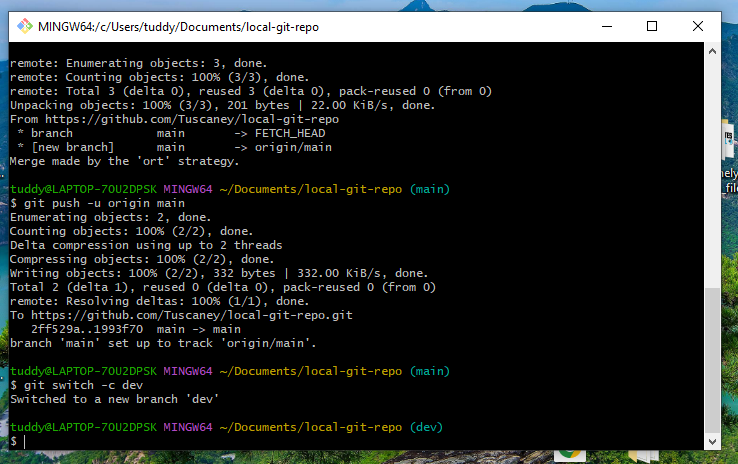 MINGW64:/c/Users/tuddy/Documents/local-git-repo
remote: Enumerating objects: 3, done.
remote: Counting objects: 100% (3/3), done.
remote: Total 3 (delta 0), reused 3 (delta 0), pack-reused 0 (from 0)
Unpacking objects: 100% (3/3), 201 bytes | 22.00 KiB/s, done.
From https://github.com/Tuscaney/local-git-repo
 * branch            main       -> FETCH_HEAD
 * [new branch]      main       -> origin/main
Merge made by the 'ort' strategy.
tuddy@LAPTOP-7OU2DPSK MINGW64 ~/Documents/local-git-repo (main)
$ git push -u origin main
Enumerating objects: 2, done.
Counting objects: 100% (2/2), done.
Delta compression using up to 2 threads
Compressing objects: 100% (2/2), done.
Writing objects: 100% (2/2), 332 bytes | 332.00 KiB/s, done.
Total 2 (delta 1), reused 0 (delta 0), pack-reused 0 (from 0)
remote: Resolving deltas: 100% (1/1), done.
To https://github.com/Tuscaney/local-git-repo.git
   2ff529a..1993f70  main -> main
branch 'main' set up to track 'origin/main'.
tuddy@LAPTOP-7OU2DPSK MINGW64 ~/Documents/local-git-repo (main)
$ git switch -c dev
Switched to a new branch 'dev'
tuddy@LAPTOP-7OU2DPSK MINGW64 ~/Documents/local-git-repo (dev)
$